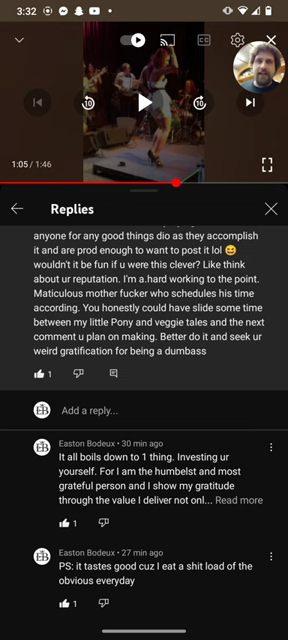 3:32
CC
10
10
1:05 / 1:46
Replies
anyone for any good things dio as they accomplish
it and are prod enough to want to post it lol 😆
wouldn't it be fun if u were this clever? Like think
about ur reputation. I'm a.hard working to the point.
Maticulous mother fucker who schedules his time
according. You honestly could have slide some time
between my little Pony and veggie tales and the next
comment u plan on making. Better do it and seek ur
weird gratification for being a dumbass
1
EB
Add a reply...
EB
Easton Bodeux • 30 min ago
It all boils down to 1 thing. Investing ur
yourself. For I am the humbelst and most
grateful person and I show my gratitude
through the value I deliver not onl... Read more
1
EB
Easton Bodeux • 27 min ago
PS: it tastes good cuz I eat a shit load of the
obvious everyday
1